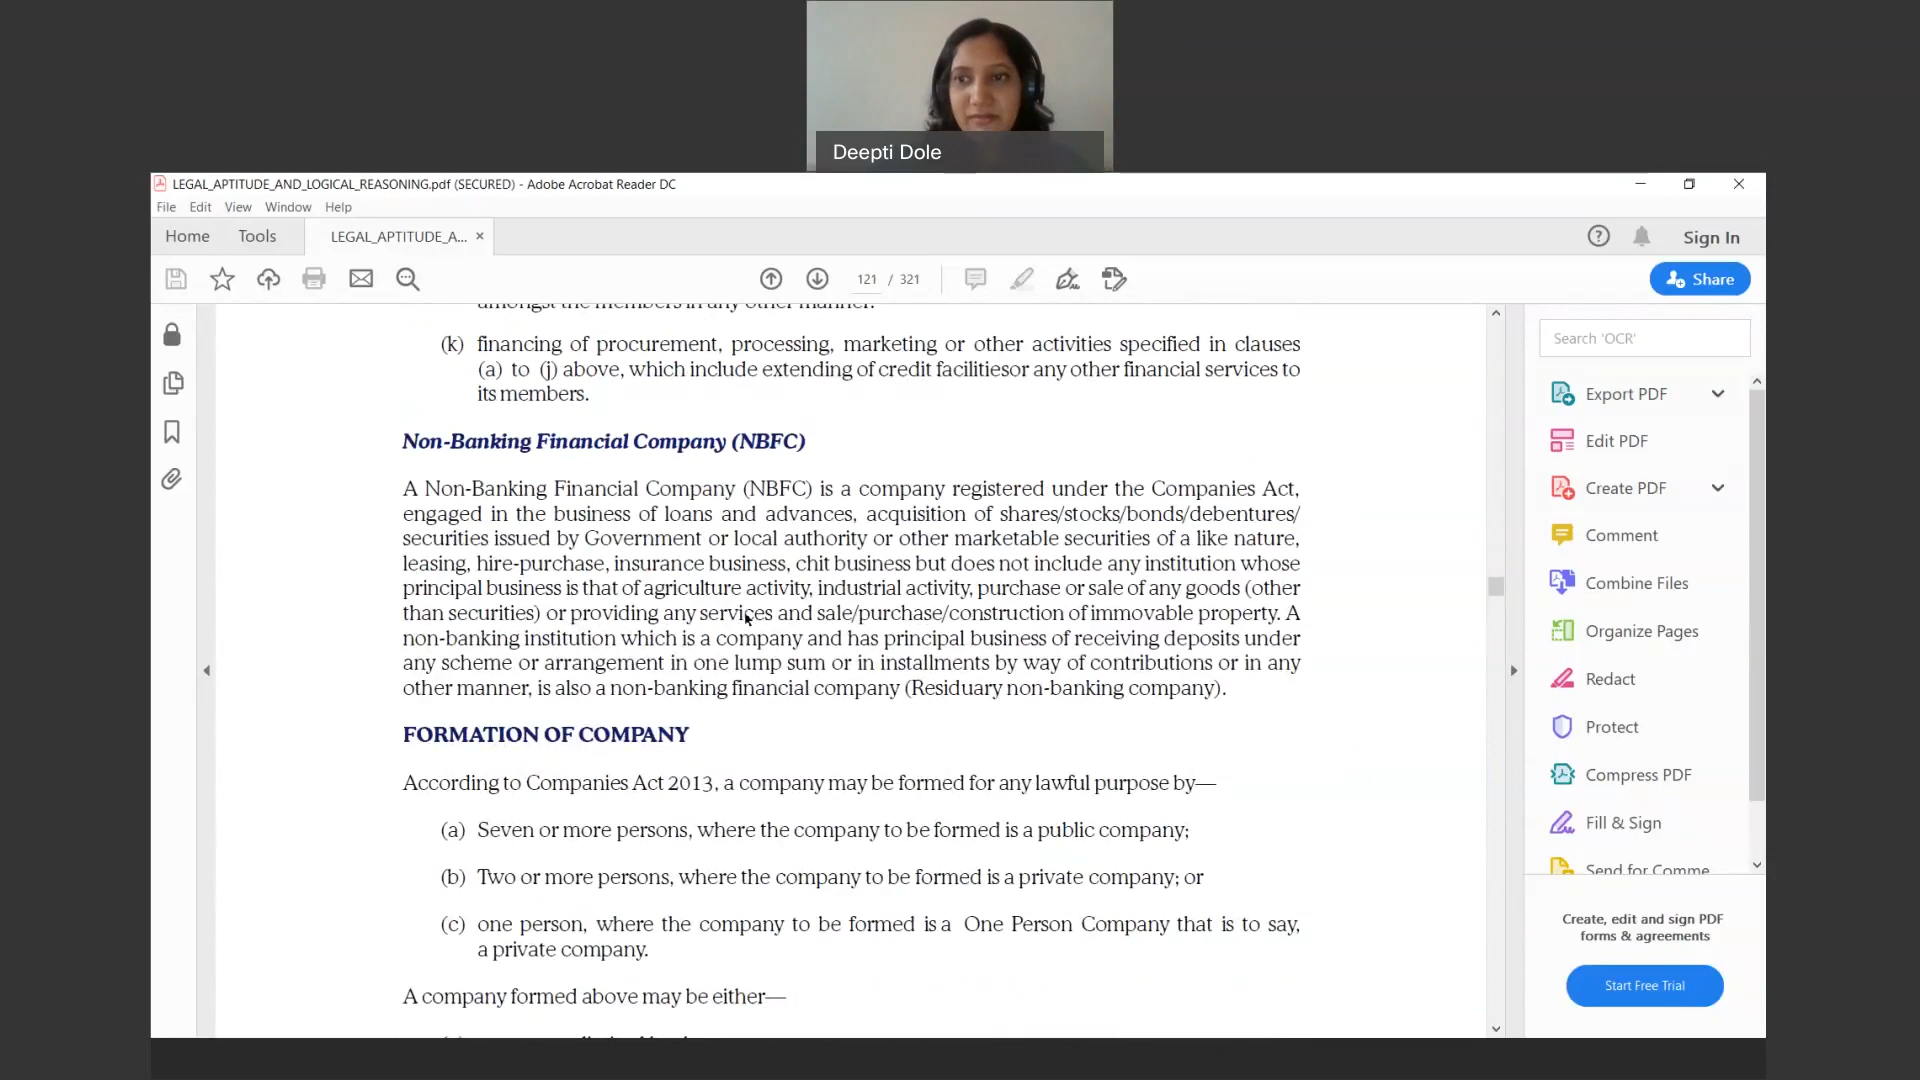 Deepti Dole
LEGAL_APTITUDE_AND_LOGICAL_REASONING.pdf (SECURED) - Adobe Acrobat Reader DC
File Edit View Window Help
Home Tools LEGAL_APTITUDE_A... × Sign In
121 / 321 Share
amongst the members in any other manner.
(k) financing of procurement, processing, marketing or other activities specified in clauses
(a) to (j) above, which include extending of credit facilitiesor any other financial services to
its members.
Non-Banking Financial Company (NBFC)
A Non-Banking Financial Company (NBFC) is a company registered under the Companies Act,
engaged in the business of loans and advances, acquisition of shares/stocks/bonds/debentures/
securities issued by Government or local authority or other marketable securities of a like nature,
leasing, hire-purchase, insurance business, chit business but does not include any institution whose
principal business is that of agriculture activity, industrial activity, purchase or sale of any goods (other
than securities) or providing any services and sale/purchase/construction of immovable property. A
non-banking institution which is a company and has principal business of receiving deposits under
any scheme or arrangement in one lump sum or in installments by way of contributions or in any
other manner, is also a non-banking financial company (Residuary non-banking company).
FORMATION OF COMPANY
According to Companies Act 2013, a company may be formed for any lawful purpose by—
(a) Seven or more persons, where the company to be formed is a public company;
(b) Two or more persons, where the company to be formed is a private company; or
(c) one person, where the company to be formed is a One Person Company that is to say,
a private company.
A company formed above may be either—
Search 'OCR'
Export PDF
Edit PDF
Create PDF
Comment
Combine Files
Organize Pages
Redact
Protect
Compress PDF
Fill & Sign
Send for Comme
Create, edit and sign PDF
forms & agreements
Start Free Trial